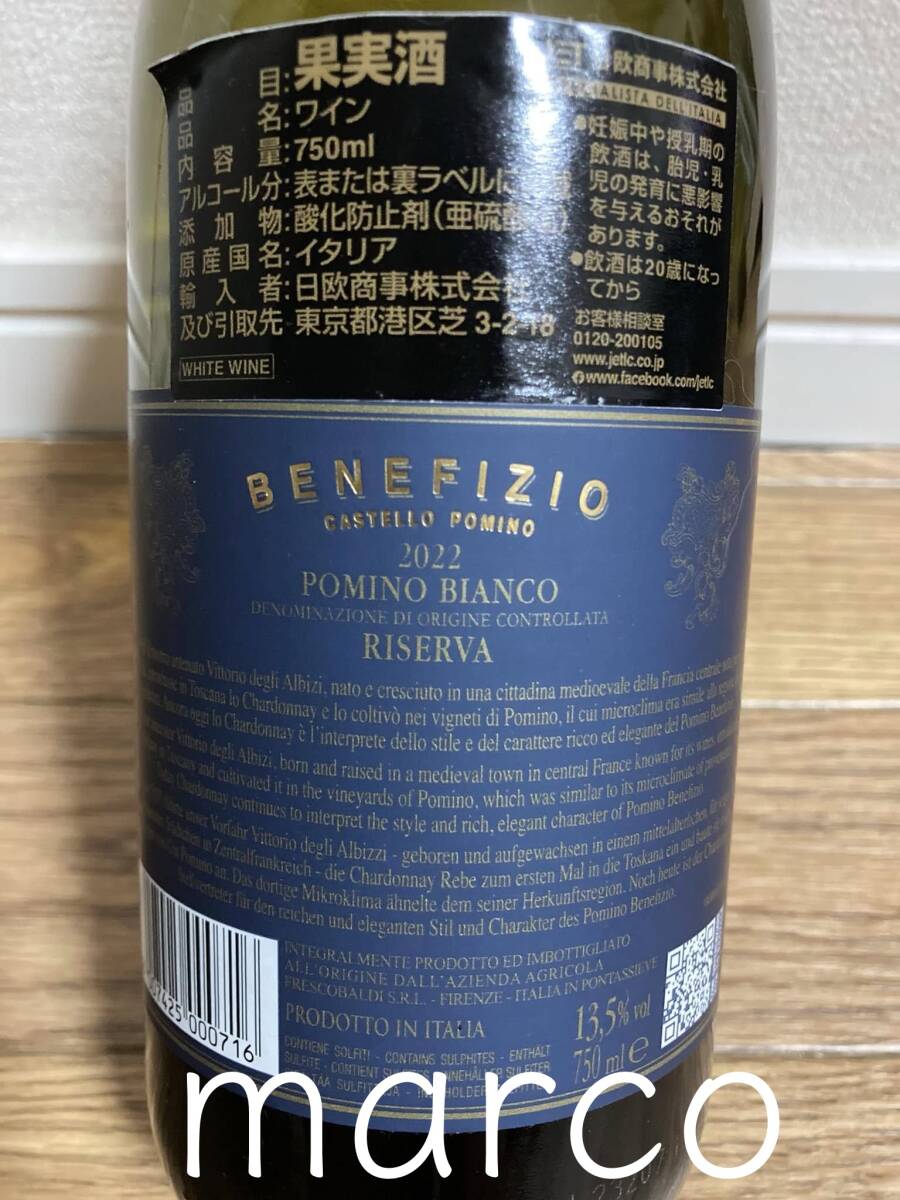 品 目:果実酒
品 名:ワイン
内 容 量:750ml
アルコール分:表または裏ラベルに
添 加 物:酸化防止剤(亜硫酸
原産国名:イタリア
輸 入 者:日欧商事株式会社
及び引取先 東京都港区芝 3-2-18
WHITE WINE
欧商事株式会社
DELL'ITALIA
●妊娠中や授乳期の
飲酒は、胎児・乳
児の発育に悪影響
を与えるおそれが
あります。
●飲酒は20歳になっ
てから
お客様相談室
0120-200105
www.jetlc.co.jp
www.facebook.com/jetlc
BENEFIZIO
CASTELLO POMINO
2022
POMINO BIANCO
DENOMINAZIONE DI ORIGINE CONTROLLATA
RISERVA
antenato Vittorio degli Albizi, nato e cresciuto in una cittadina medioevale della Francia centrale
in Toscana lo Chardonnay e lo coltivò nei vigneti di Pomino, il cui microclima era simile alla
Ancora oggi lo Chardonnay è l'interprete dello stile e del carattere ricco ed elegante del Pomino
Vittorio degli Albizi, born and raised in a medieval town in central France known for its wines,
in Tuscany and cultivated it in the vineyards of Pomino, which was similar to its microclimate of
Chardonnay continues to interpret the style and rich, elegant character of Pomino Benefizio.
unser Vorfahr Vittorio degli Albizzi - geboren und aufgewachsen in einem mittelalterlichen,
Städtchen in Zentralfrankreich - die Chardonnay Rebe zum ersten Mal in die Toskana ein und baute
Pomino an. Das dortige Mikroklima ähnelte dem seiner Herkunftsregion. Noch heute ist der
für den reichen und eleganten Stil und Charakter des Pomino Benefizio.
INTEGRALMENTE PRODOTTO ED IMBOTTIGLIATO
ALL'ORIGINE DALL'AZIENDA AGRICOLA
FRESCOBALDI S.R.L. - FIRENZE - ITALIA IN PONTASSIEVE
PRODOTTO IN ITALIA
13,5% vol
750 ml e
CONTIENE SOLFITI - CONTAINS SULPHITES - ENTHÄLT
SULFITE - CONTIENT SULFITES
7425 000716
marco